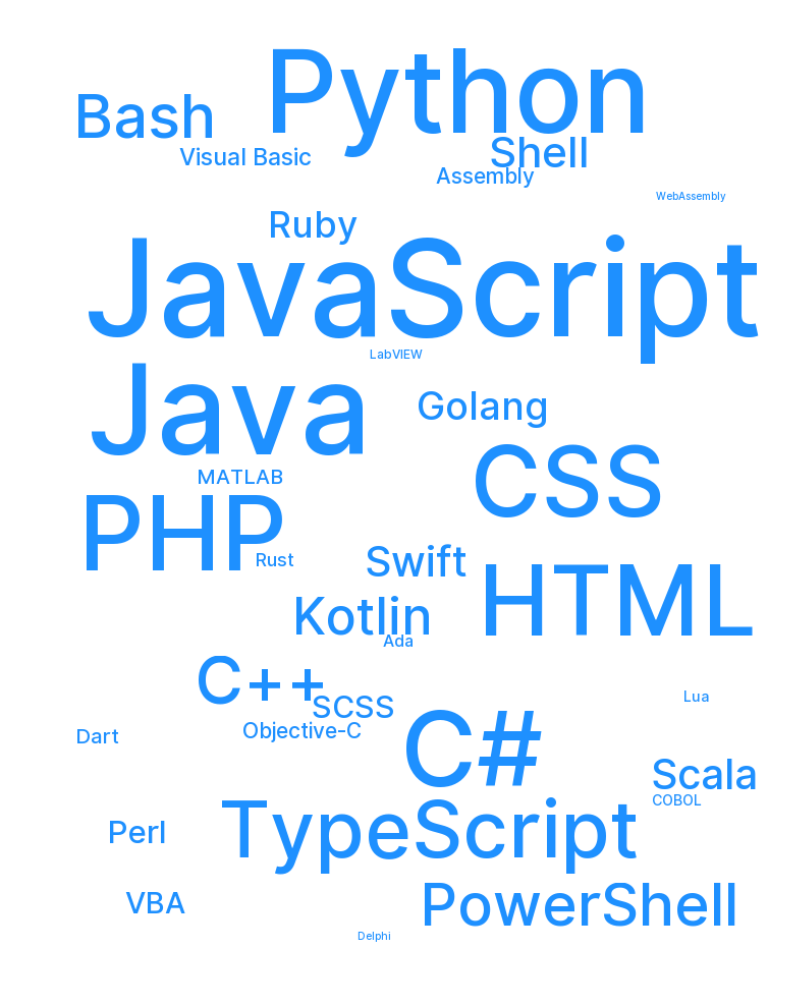 Python
Bash
Shell
Visual Basic
Assembly
WebAssembly
Ruby
JavaScript
LabVIEW
Java
Golang
MATLAB
CSS
PHP
Rust
Swift
HTML
Kotlin
Ada
C++
SCSS
Lua
Objective-C
Dart
C#
Scala
COBOL
Perl
TypeScript
VBA
PowerShell
Delphi